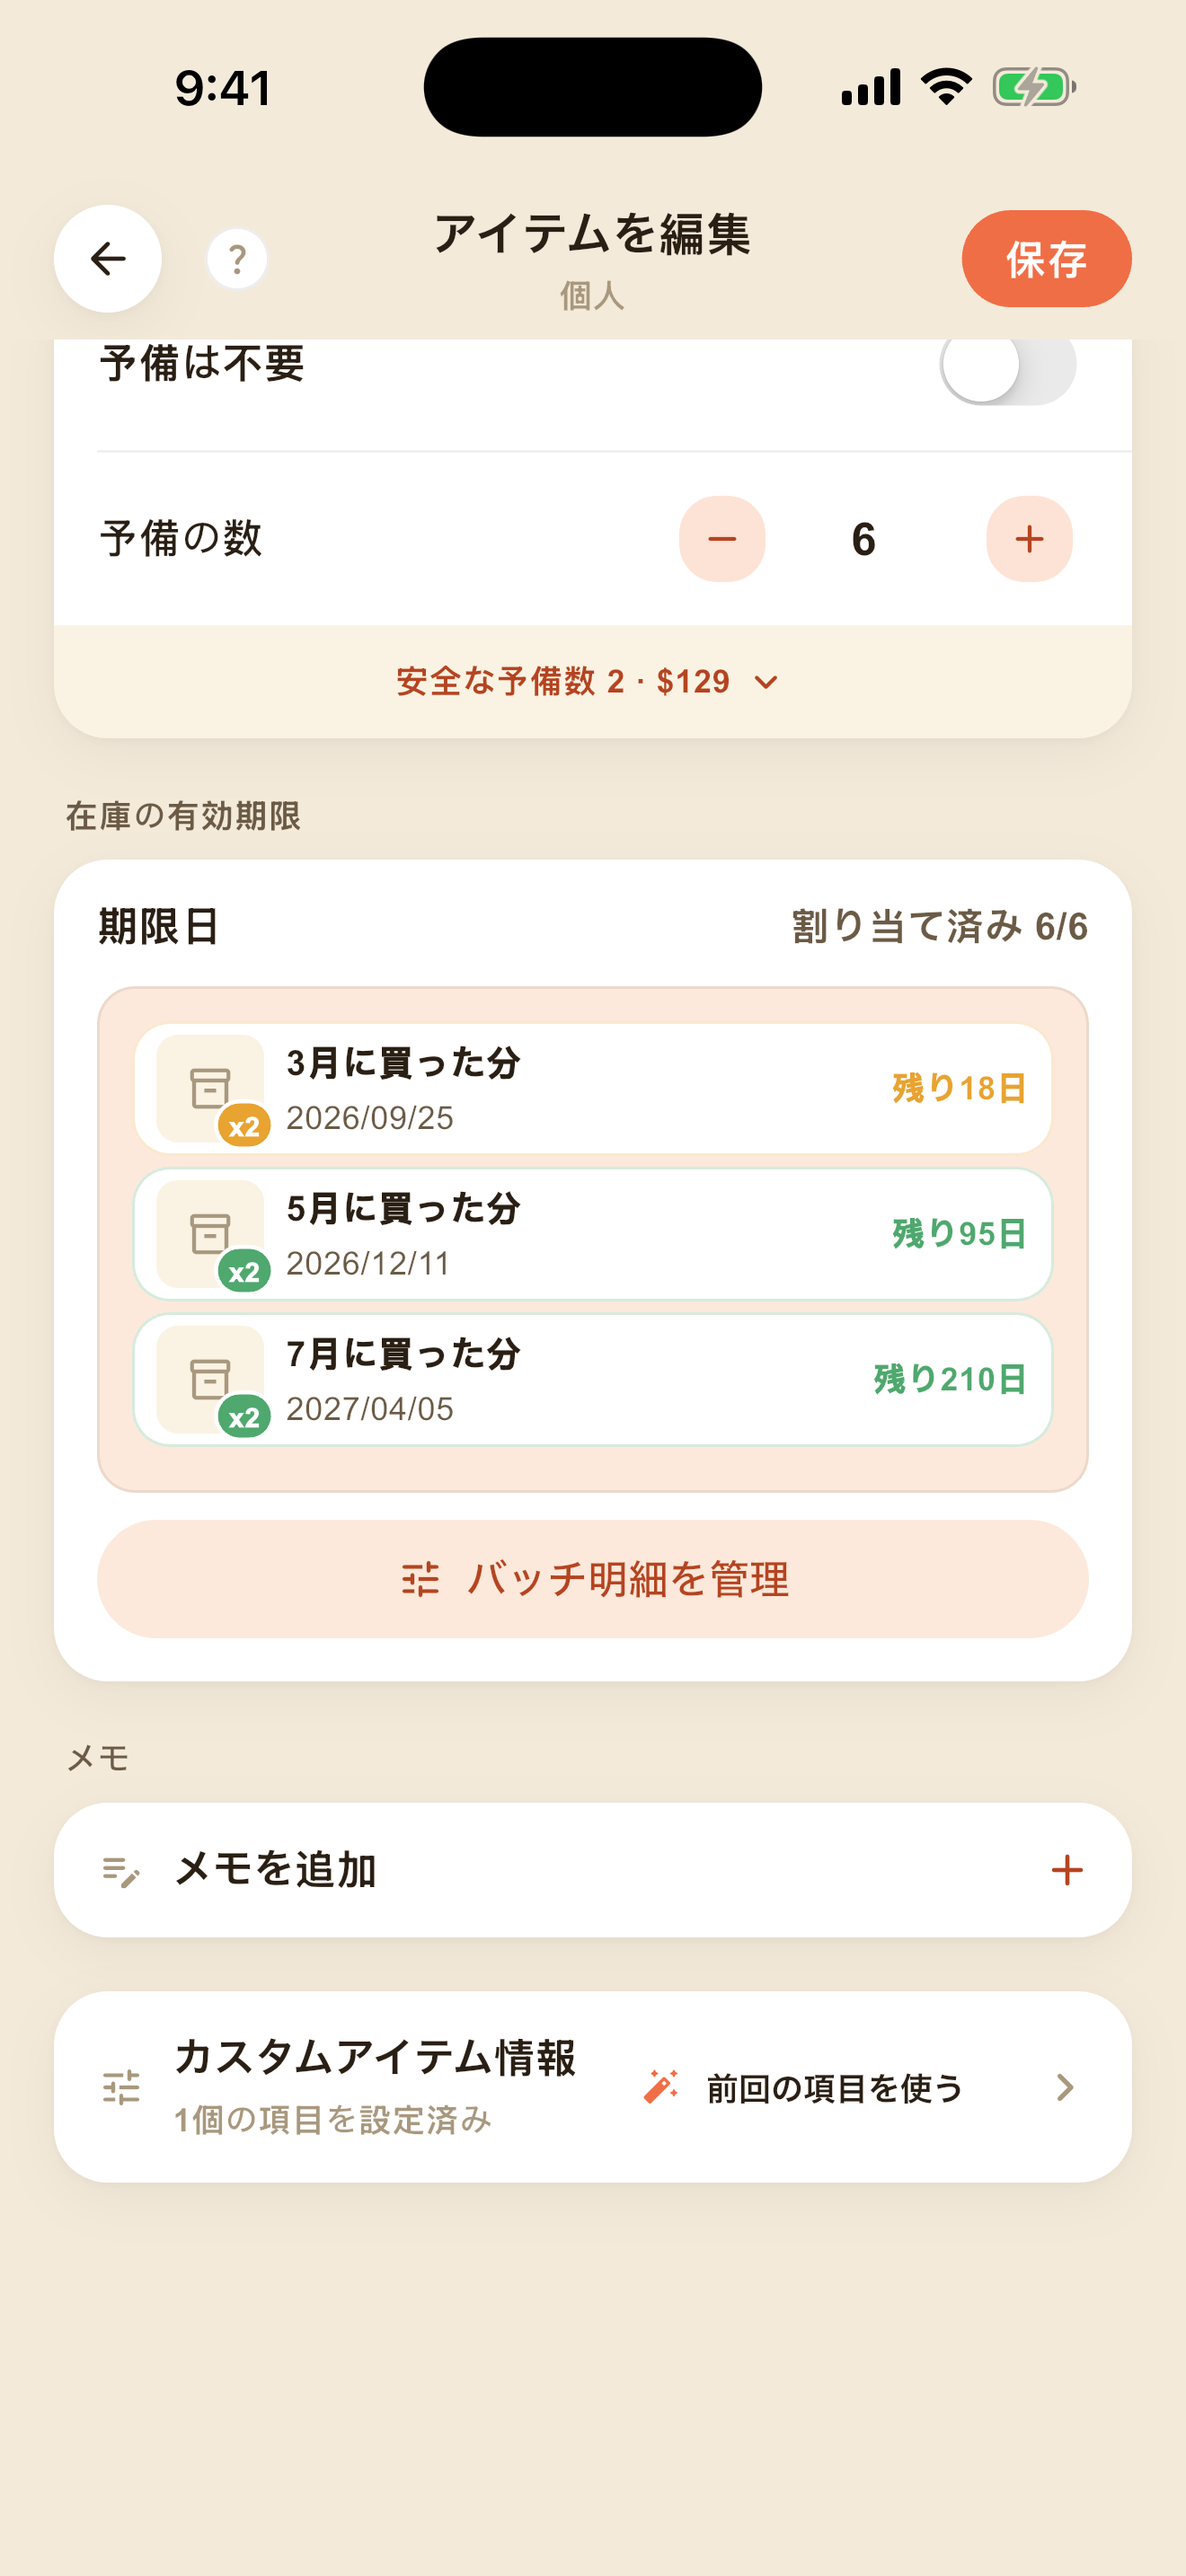 9:41
アイテムを編集
個人
保存
?
予備は不要
予備の数
6
安全な予備数 2 · $129
在庫の有効期限
期限日
割り当て済み 6/6
3月に買った分
2026/09/25
x2
残り18日
5月に買った分
2026/12/11
x2
残り95日
7月に買った分
2027/04/05
x2
残り210日
バッチ明細を管理
メモ
メモを追加
カスタムアイテム情報
1個の項目を設定済み
前回の項目を使う